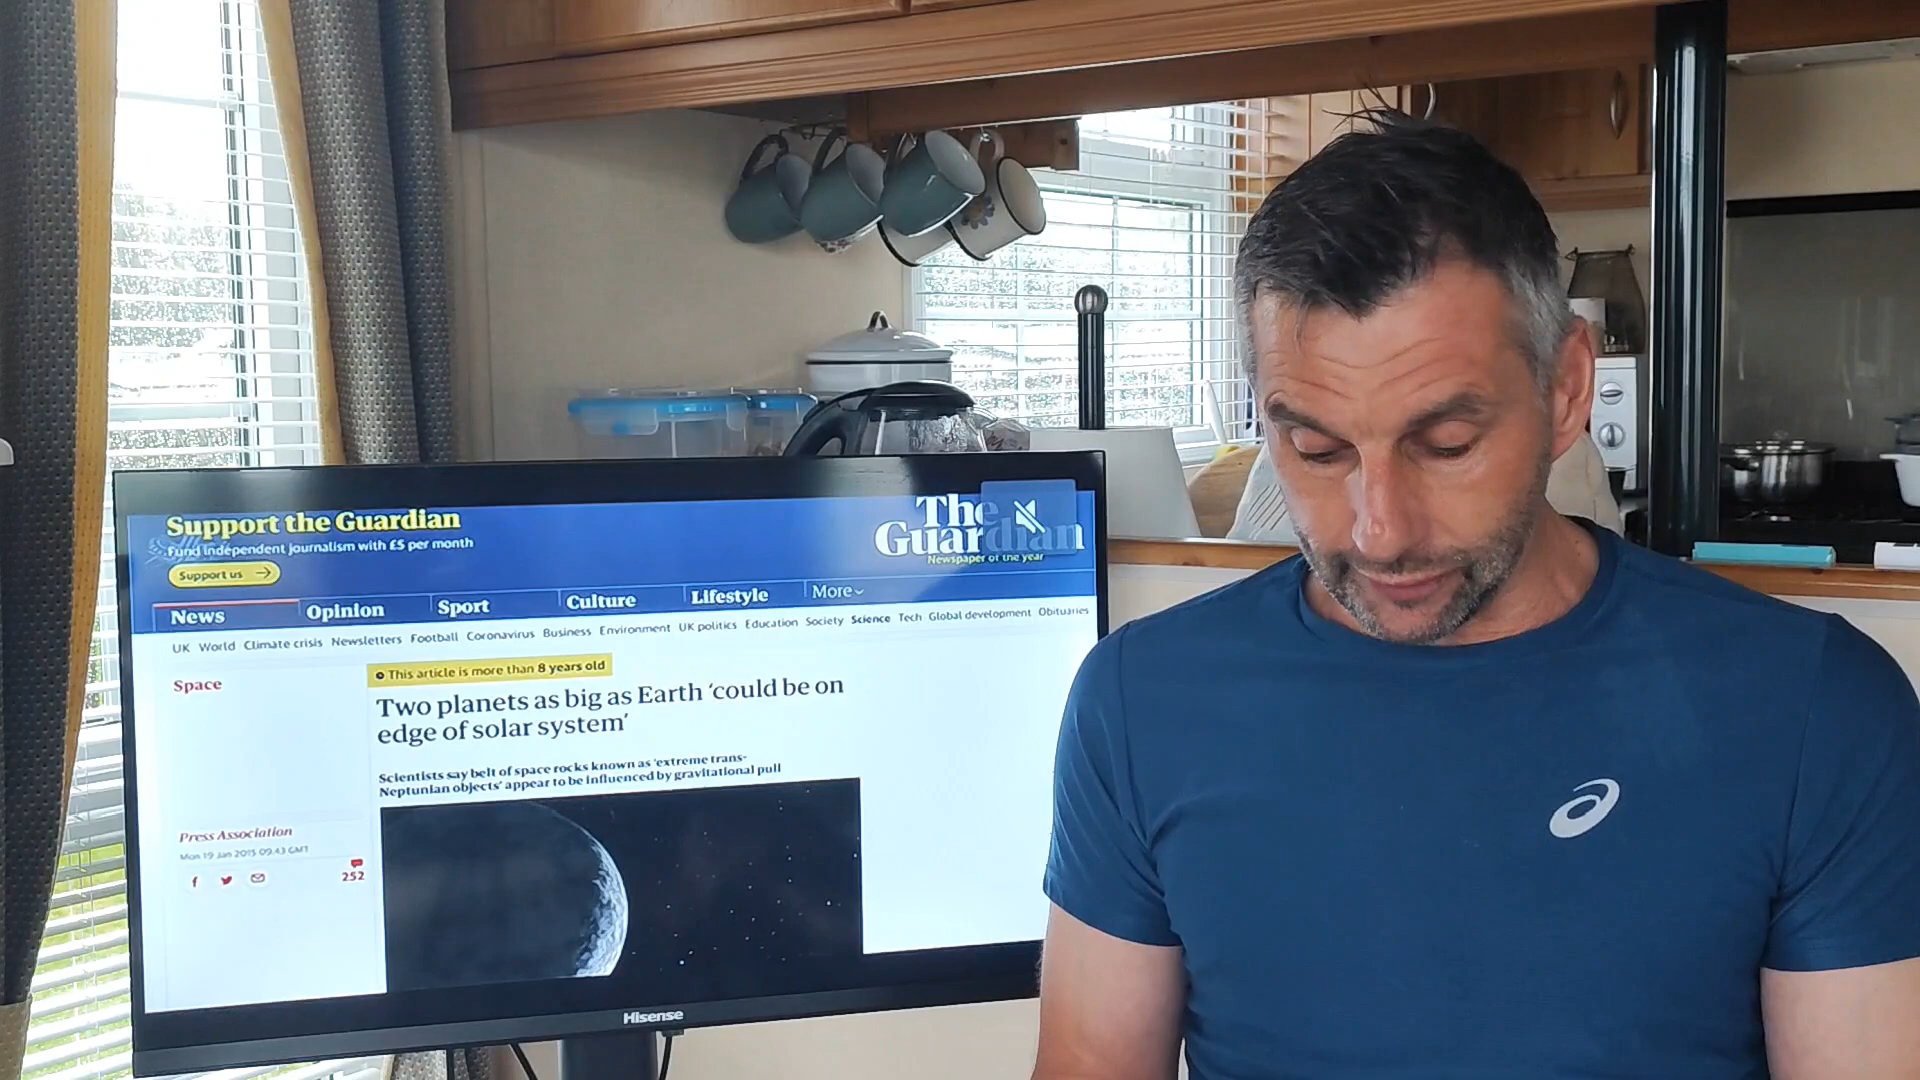 Support the Guardian
Fund independent journalism with £5 per month
Support us →
The
Guardian
Newspaper of the year
News Opinion Sport Culture Lifestyle More
UK World Climate crisis Newsletters Football Coronavirus Business Environment UK politics Education Society Science Tech Global development Obituaries
Space
This article is more than 8 years old
Two planets as big as Earth ‘could be on
edge of solar system’
Scientists say belt of space rocks known as ‘extreme trans-
Neptunian objects’ appear to be influenced by gravitational pull
Press Association
Mon 19 Jan 2015 09.43 GMT
252
Hisense